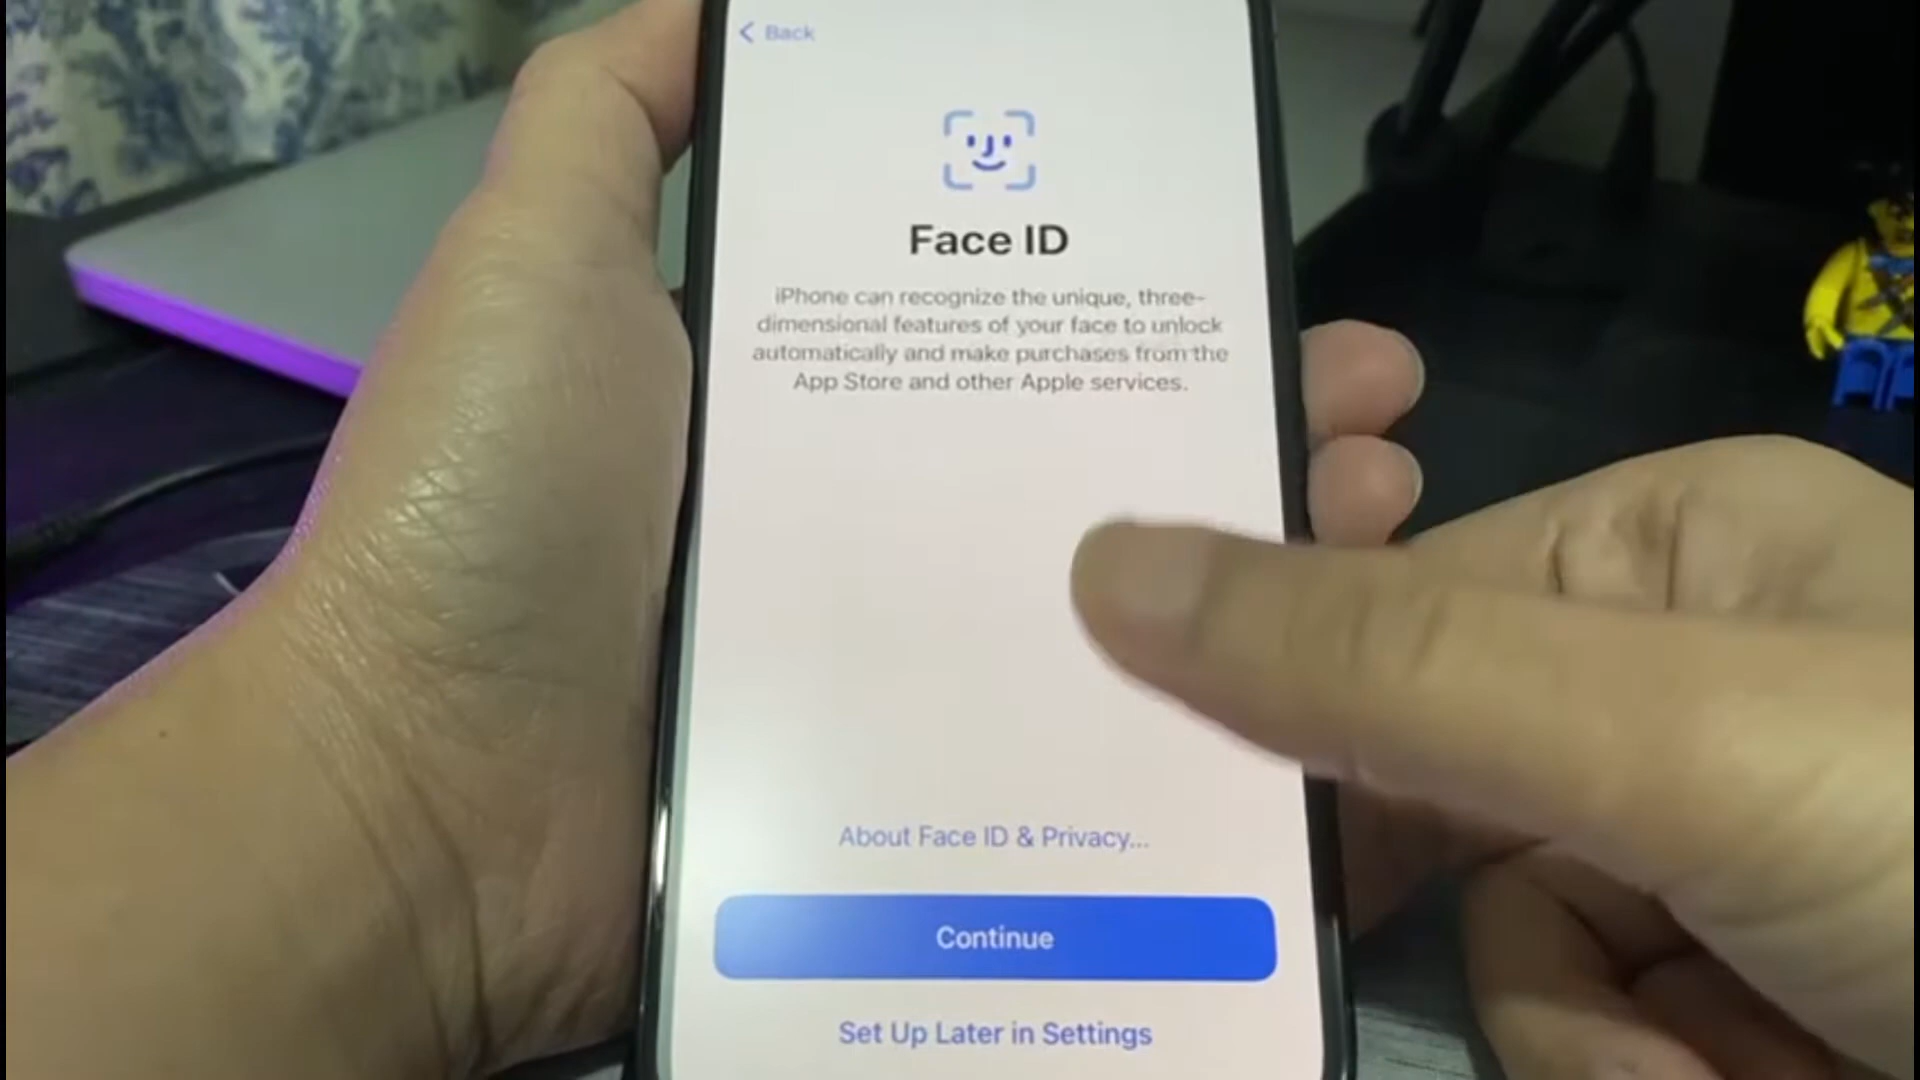 Back
Face ID
iPhone can recognize the unique, three-
dimensional features of your face to unlock
automatically and make purchases from the
App Store and other Apple services.
About Face ID & Privacy...
Continue
Set Up Later in Settings